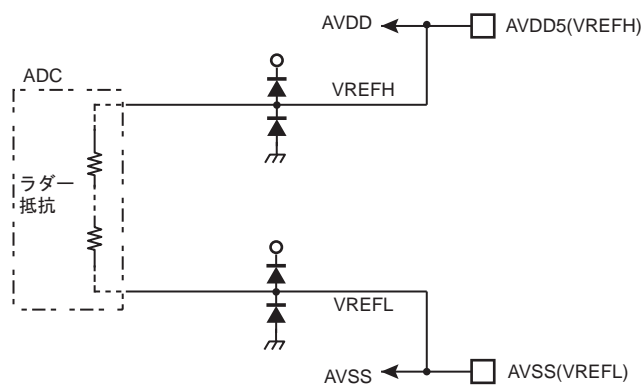 AVDD
AVDD5(VREFH)
ADC
VREFH
ラダー
抵抗
VREFL
AVSS
AVSS(VREFL)